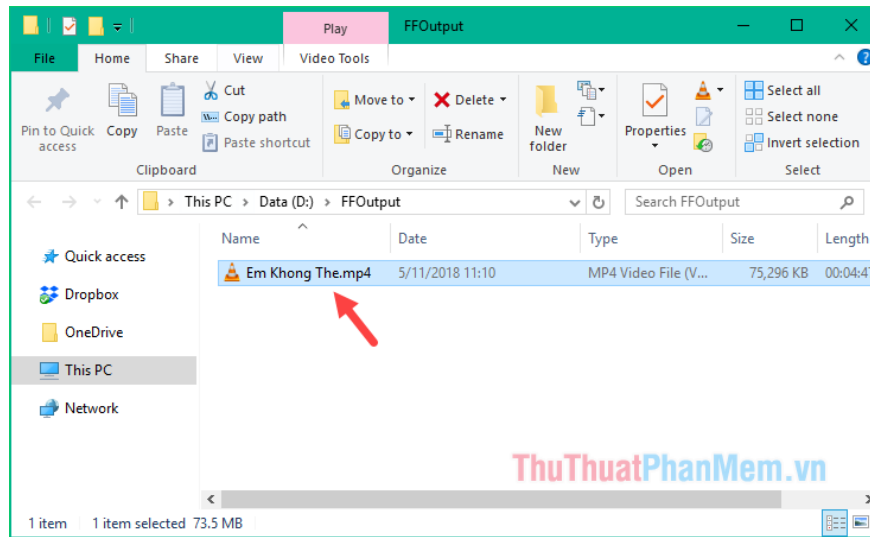 Play FFOutput
File Home Share View Video Tools
Pin to Quick access
Copy
Paste
Cut
Copy path
Paste shortcut
Clipboard
Move to
Copy to
Delete
Rename
Organize
New folder
New
Properties
Open
Select all
Select none
Invert selection
Select
This PC > Data (D:) > FFOutput
Search FFOutput
Name Date Type Size Length
Quick access
Dropbox
OneDrive
This PC
Network
Em Khong The.mp4 5/11/2018 11:10 MP4 Video File (V... 75,296 KB 00:04:4
ThuThuatPhanMem.vn
1 item 1 item selected 73.5 MB